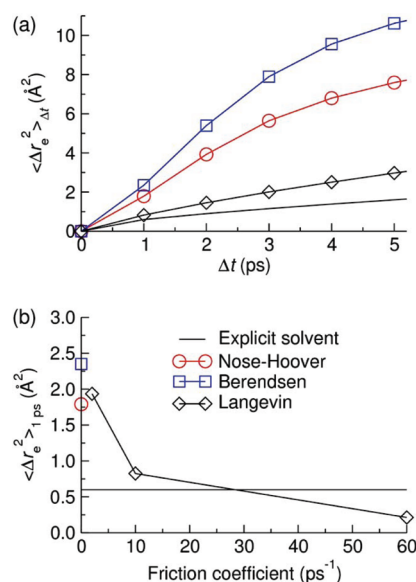 (a)
<Δr_e²>_Δt (Å²)
10
8
6
4
2
0
0 1 2 3 4 5
Δt (ps)
(b)
<Δr_e²>_1 ps (Å²)
3.0
2.5
2.0
1.5
1.0
0.5
0.0
Explicit solvent
Nose-Hoover
Berendsen
Langevin
0 10 20 30 40 50 60
Friction coefficient (ps⁻¹)